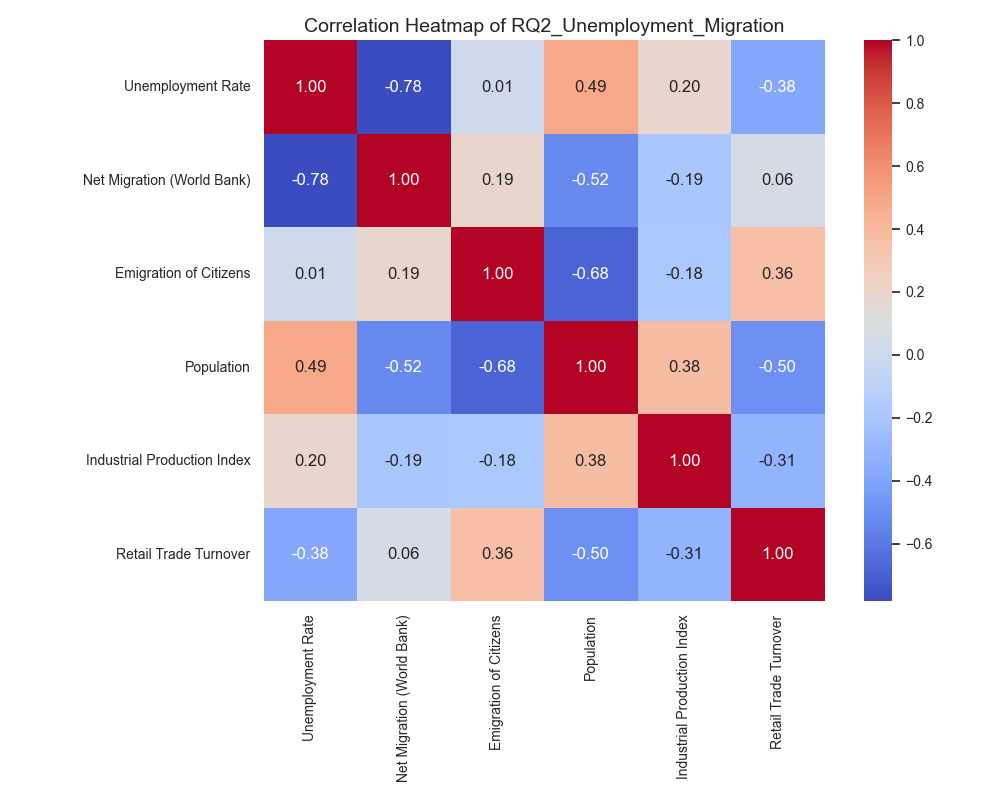 Correlation Heatmap of RQ2_Unemployment_Migration
Unemployment Rate 1.00 -0.78 0.01 0.49 0.20 -0.38
Net Migration (World Bank) -0.78 1.00 0.19 -0.52 -0.19 0.06
Emigration of Citizens 0.01 0.19 1.00 -0.68 -0.18 0.36
Population 0.49 -0.52 -0.68 1.00 0.38 -0.50
Industrial Production Index 0.20 -0.19 -0.18 0.38 1.00 -0.31
Retail Trade Turnover -0.38 0.06 0.36 -0.50 -0.31 1.00
Unemployment Rate
Net Migration (World Bank)
Emigration of Citizens
Population
Industrial Production Index
Retail Trade Turnover
1.0
0.8
0.6
0.4
0.2
0.0
−0.2
−0.4
−0.6